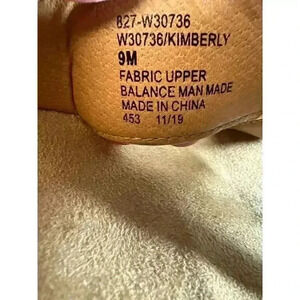 827-W30736
W30736/KIMBERLY
9M
FABRIC UPPER
BALANCE MAN MADE
MADE IN CHINA
453 11/19